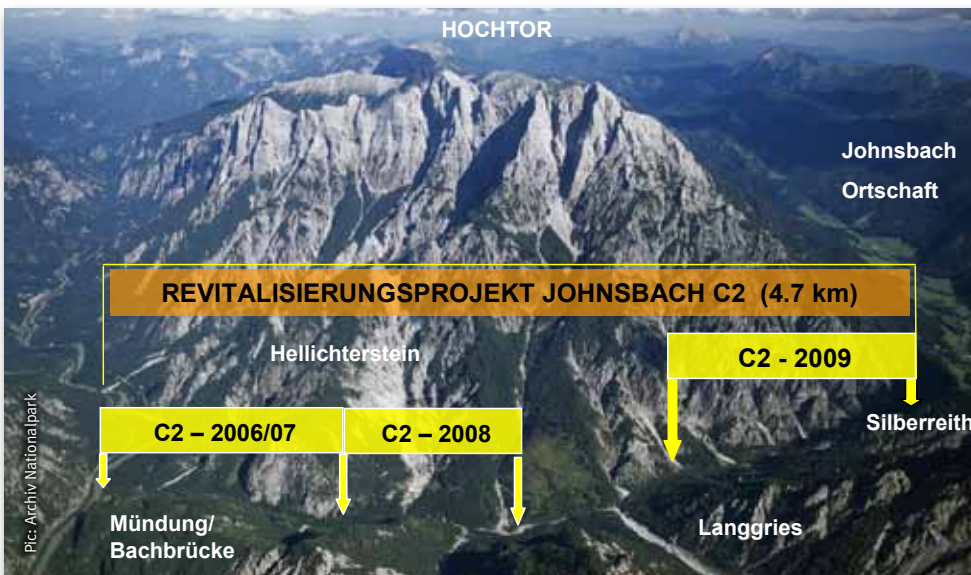 HOCHTOR
Johnsbach
Ortschaft
REVITALISIERUNGSPROJEKT JOHNSBACH C2 (4.7 km)
Hellichterstein
C2 - 2009
C2 – 2006/07
C2 – 2008
Silberreith
Mündung/
Bachbrücke
Langgries
Pic: Archiv Nationalpark